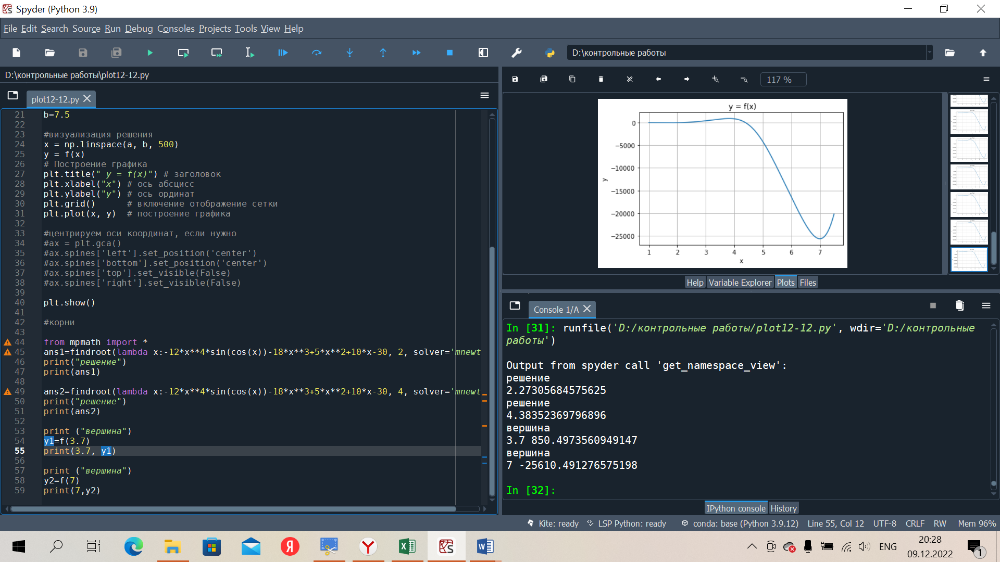 Spyder (Python 3.9)
File Edit Search Source Run Debug Consoles Projects Tools View Help
D:\контрольные работы
D:\контрольные работы\plot12-12.py
plot12-12.py
21 b=7.5
22
23 #визуализация решения
24 x = np.linspace(a, b, 500)
25 y = f(x)
26 # Построение графика
27 plt.title(" y = f(x)") # заголовок
28 plt.xlabel("x") # ось абсцисс
29 plt.ylabel("y") # ось ординат
30 plt.grid()      # включение отображение сетки
31 plt.plot(x, y)  # построение графика
32
33 #центрируем оси координат, если нужно
34 #ax = plt.gca()
35 #ax.spines['left'].set_position('center')
36 #ax.spines['bottom'].set_position('center')
37 #ax.spines['top'].set_visible(False)
38 #ax.spines['right'].set_visible(False)
39
40 plt.show()
41
42 #корни
43
44 from mpmath import *
45 ans1=findroot(lambda x:-12*x**4*sin(cos(x))-18*x**3+5*x**2+10*x-30, 2, solver='mnewt
46 print("решение")
47 print(ans1)
48
49 ans2=findroot(lambda x:-12*x**4*sin(cos(x))-18*x**3+5*x**2+10*x-30, 4, solver='mnewt
50 print("решение")
51 print(ans2)
52
53 print ("вершина")
54 y1=f(3.7)
55 print(3.7, y1)
56
57 print ("вершина")
58 y2=f(7)
59 print(7,y2)
117 %
y = f(x)
0
−5000
−10000
−15000
−20000
−25000
y
1 2 3 4 5 6 7
x
Help Variable Explorer Plots Files
Console 1/A
In [31]: runfile('D:/контрольные работы/plot12-12.py', wdir='D:/контрольные
работы')
Output from spyder call 'get_namespace_view':
решение
2.27305684575625
решение
4.38352369796896
вершина
3.7 850.4973560949147
вершина
7 -25610.491276575198
In [32]:
IPython console History
Kite: ready LSP Python: ready conda: base (Python 3.9.12) Line 55, Col 12 UTF-8 CRLF RW Mem 96%
ENG
20:28
09.12.2022
1